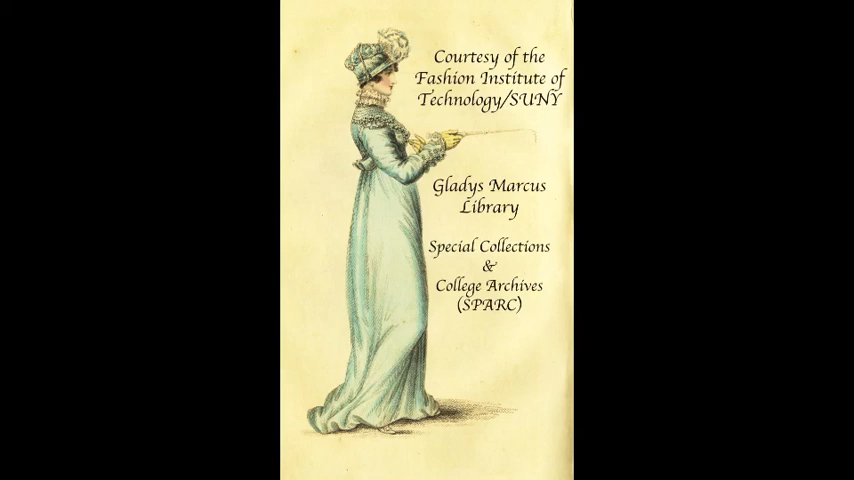 Courtesy of the
Fashion Institute of
Technology/SUNY
Gladys Marcus
Library
Special Collections
&
College Archives
(SPARC)